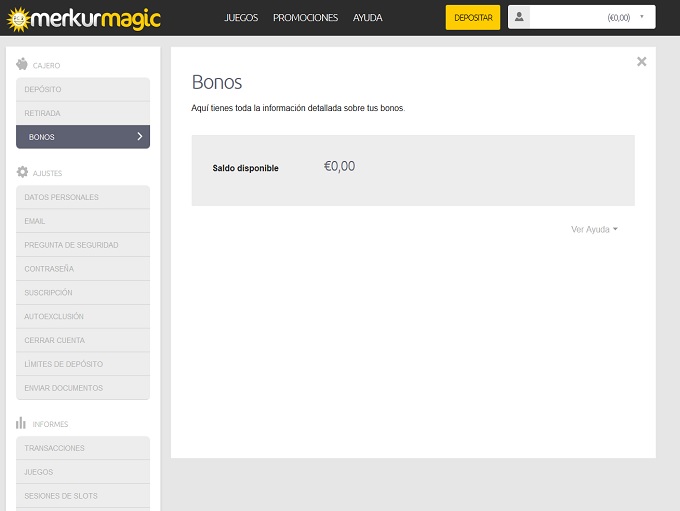 merkurmagic
JUEGOS PROMOCIONES AYUDA
DEPOSITAR
(€0,00)
CAJERO
DEPÓSITO
RETIRADA
BONOS
AJUSTES
DATOS PERSONALES
EMAIL
PREGUNTA DE SEGURIDAD
CONTRASEÑA
SUSCRIPCIÓN
AUTOEXCLUSIÓN
CERRAR CUENTA
LÍMITES DE DEPÓSITO
ENVIAR DOCUMENTOS
INFORMES
TRANSACCIONES
JUEGOS
SESIONES DE SLOTS
Bonos
Aquí tienes toda la información detallada sobre tus bonos.
Saldo disponible €0,00
Ver Ayuda